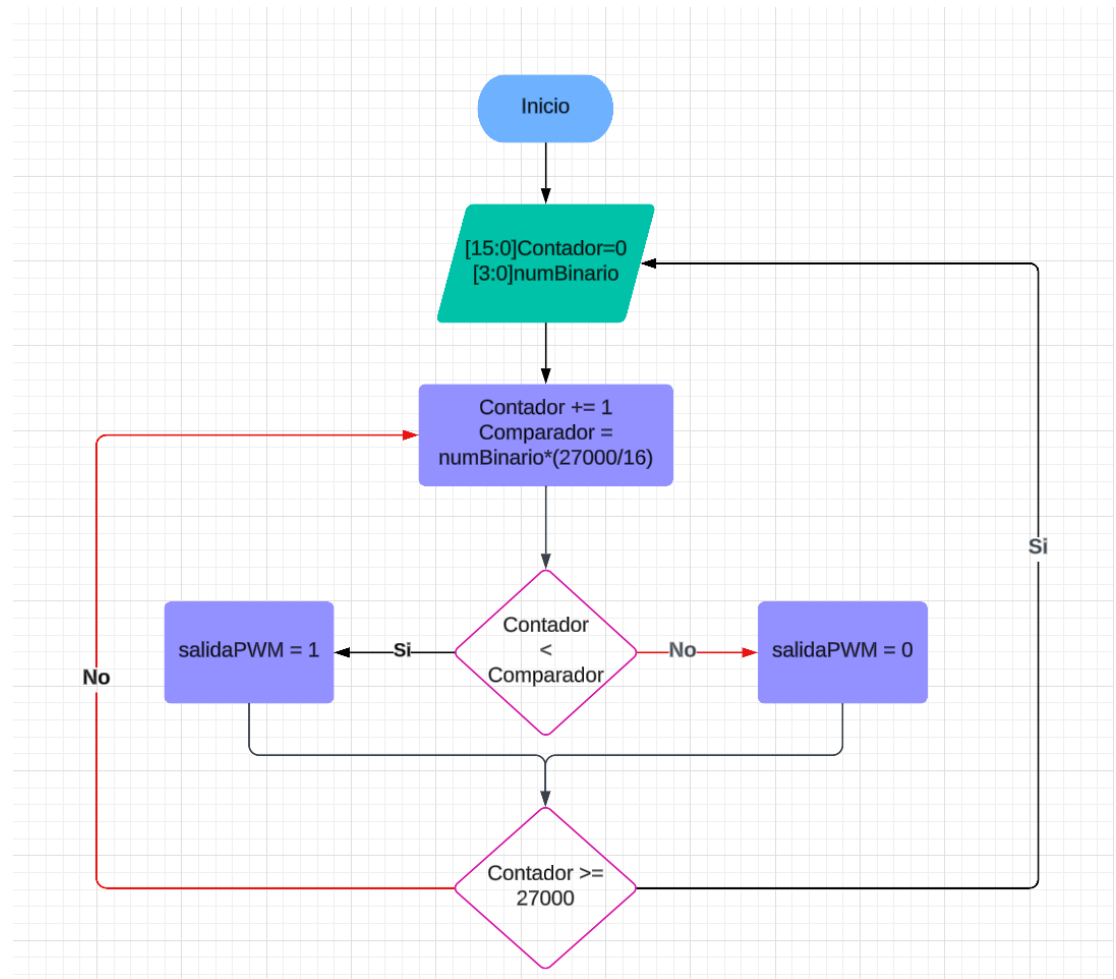 Inicio
[15:0]Contador=0
[3:0]numBinario
Contador += 1
Comparador =
numBinario*(27000/16)
Contador
<
Comparador
Si
salidaPWM = 1
No
salidaPWM = 0
Contador >=
27000
No
Si